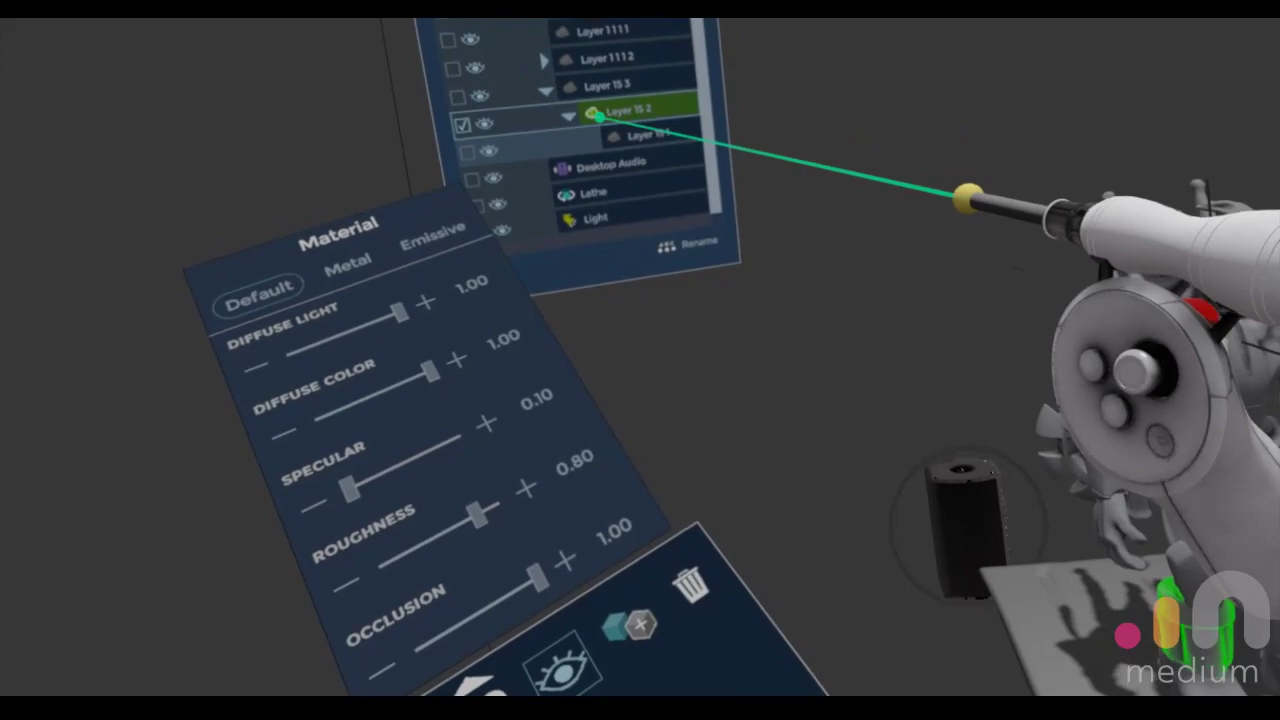 Layer 1111
Layer 1112
Layer 15 3
Layer 15 2
Layer
Desktop Audio
Lathe
Light
Rename
Material
Default Metal Emissive
DIFFUSE LIGHT
— + 1.00
DIFFUSE COLOR
— + 1.00
SPECULAR
— + 0.10
ROUGHNESS
— + 0.80
OCCLUSION
— + 1.00
medium